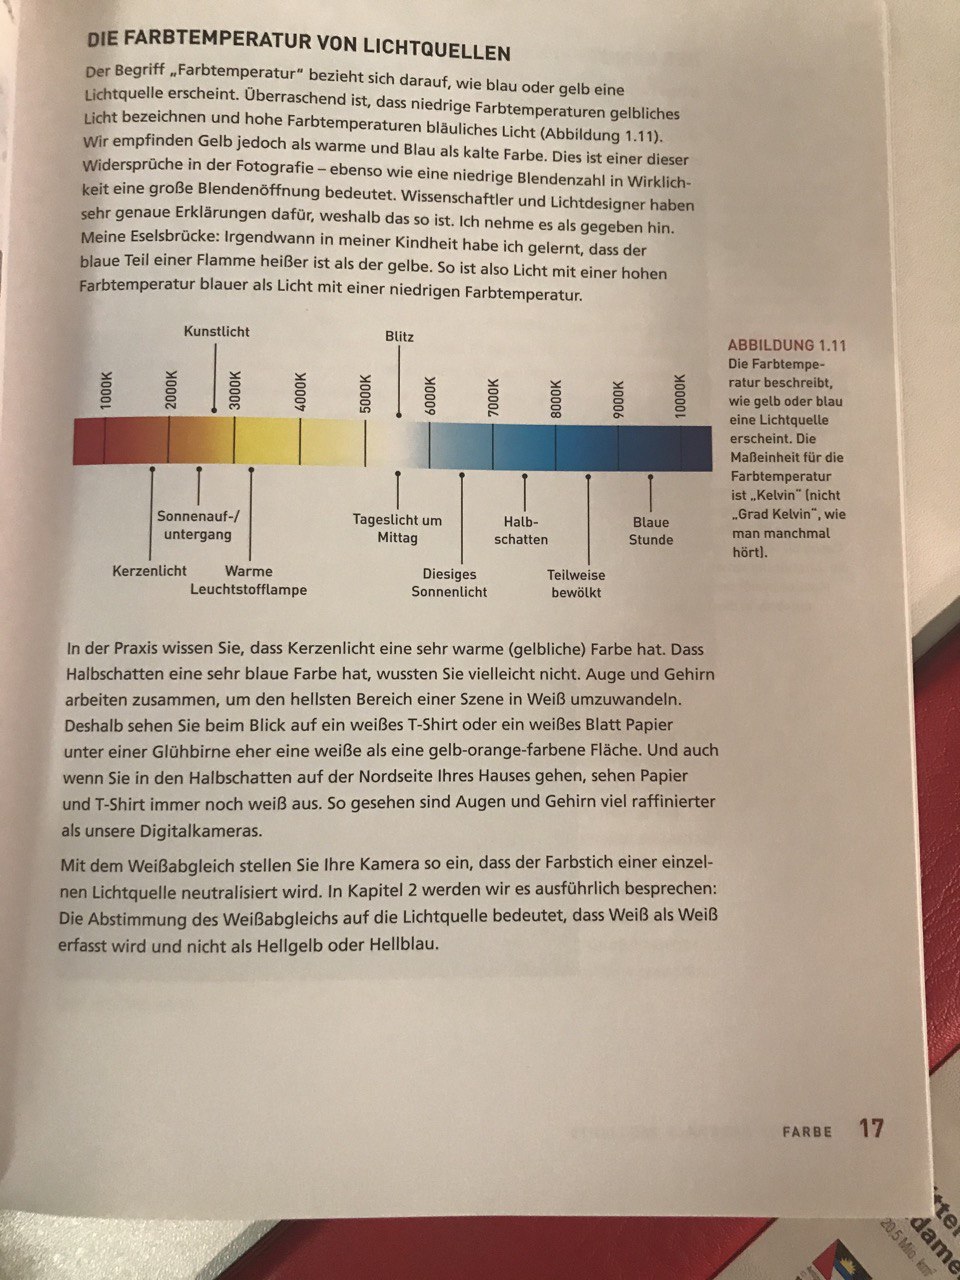 DIE FARBTEMPERATUR VON LICHTQUELLEN
Der Begriff „Farbtemperatur“ bezieht sich darauf, wie blau oder gelb eine
Lichtquelle erscheint. Überraschend ist, dass niedrige Farbtemperaturen gelbliches
Licht bezeichnen und hohe Farbtemperaturen bläuliches Licht (Abbildung 1.11).
Wir empfinden Gelb jedoch als warme und Blau als kalte Farbe. Dies ist einer dieser
Widersprüche in der Fotografie – ebenso wie eine niedrige Blendenzahl in Wirklich-
keit eine große Blendenöffnung bedeutet. Wissenschaftler und Lichtdesigner haben
sehr genaue Erklärungen dafür, weshalb das so ist. Ich nehme es als gegeben hin.
Meine Eselsbrücke: Irgendwann in meiner Kindheit habe ich gelernt, dass der
blaue Teil einer Flamme heißer ist als der gelbe. So ist also Licht mit einer hohen
Farbtemperatur blauer als Licht mit einer niedrigen Farbtemperatur.
Kunstlicht
Blitz
1000K
2000K
3000K
4000K
5000K
6000K
7000K
8000K
9000K
10000K
Sonnenauf-/
untergang
Tageslicht um
Mittag
Halb-
schatten
Blaue
Stunde
Kerzenlicht
Warme
Leuchtstofflampe
Diesiges
Sonnenlicht
Teilweise
bewölkt
ABBILDUNG 1.11
Die Farbtempe-
ratur beschreibt,
wie gelb oder blau
eine Lichtquelle
erscheint. Die
Maßeinheit für die
Farbtemperatur
ist „Kelvin“ (nicht
„Grad Kelvin“, wie
man manchmal
hört).
In der Praxis wissen Sie, dass Kerzenlicht eine sehr warme (gelbliche) Farbe hat. Dass
Halbschatten eine sehr blaue Farbe hat, wussten Sie vielleicht nicht. Auge und Gehirn
arbeiten zusammen, um den hellsten Bereich einer Szene in Weiß umzuwandeln.
Deshalb sehen Sie beim Blick auf ein weißes T-Shirt oder ein weißes Blatt Papier
unter einer Glühbirne eher eine weiße als eine gelb-orange-farbene Fläche. Und auch
wenn Sie in den Halbschatten auf der Nordseite Ihres Hauses gehen, sehen Papier
und T-Shirt immer noch weiß aus. So gesehen sind Augen und Gehirn viel raffinierter
als unsere Digitalkameras.
Mit dem Weißabgleich stellen Sie Ihre Kamera so ein, dass der Farbstich einer einzel-
nen Lichtquelle neutralisiert wird. In Kapitel 2 werden wir es ausführlich besprechen:
Die Abstimmung des Weißabgleichs auf die Lichtquelle bedeutet, dass Weiß als Weiß
erfasst wird und nicht als Hellgelb oder Hellblau.
FARBE 17
20.5 Mio. km²